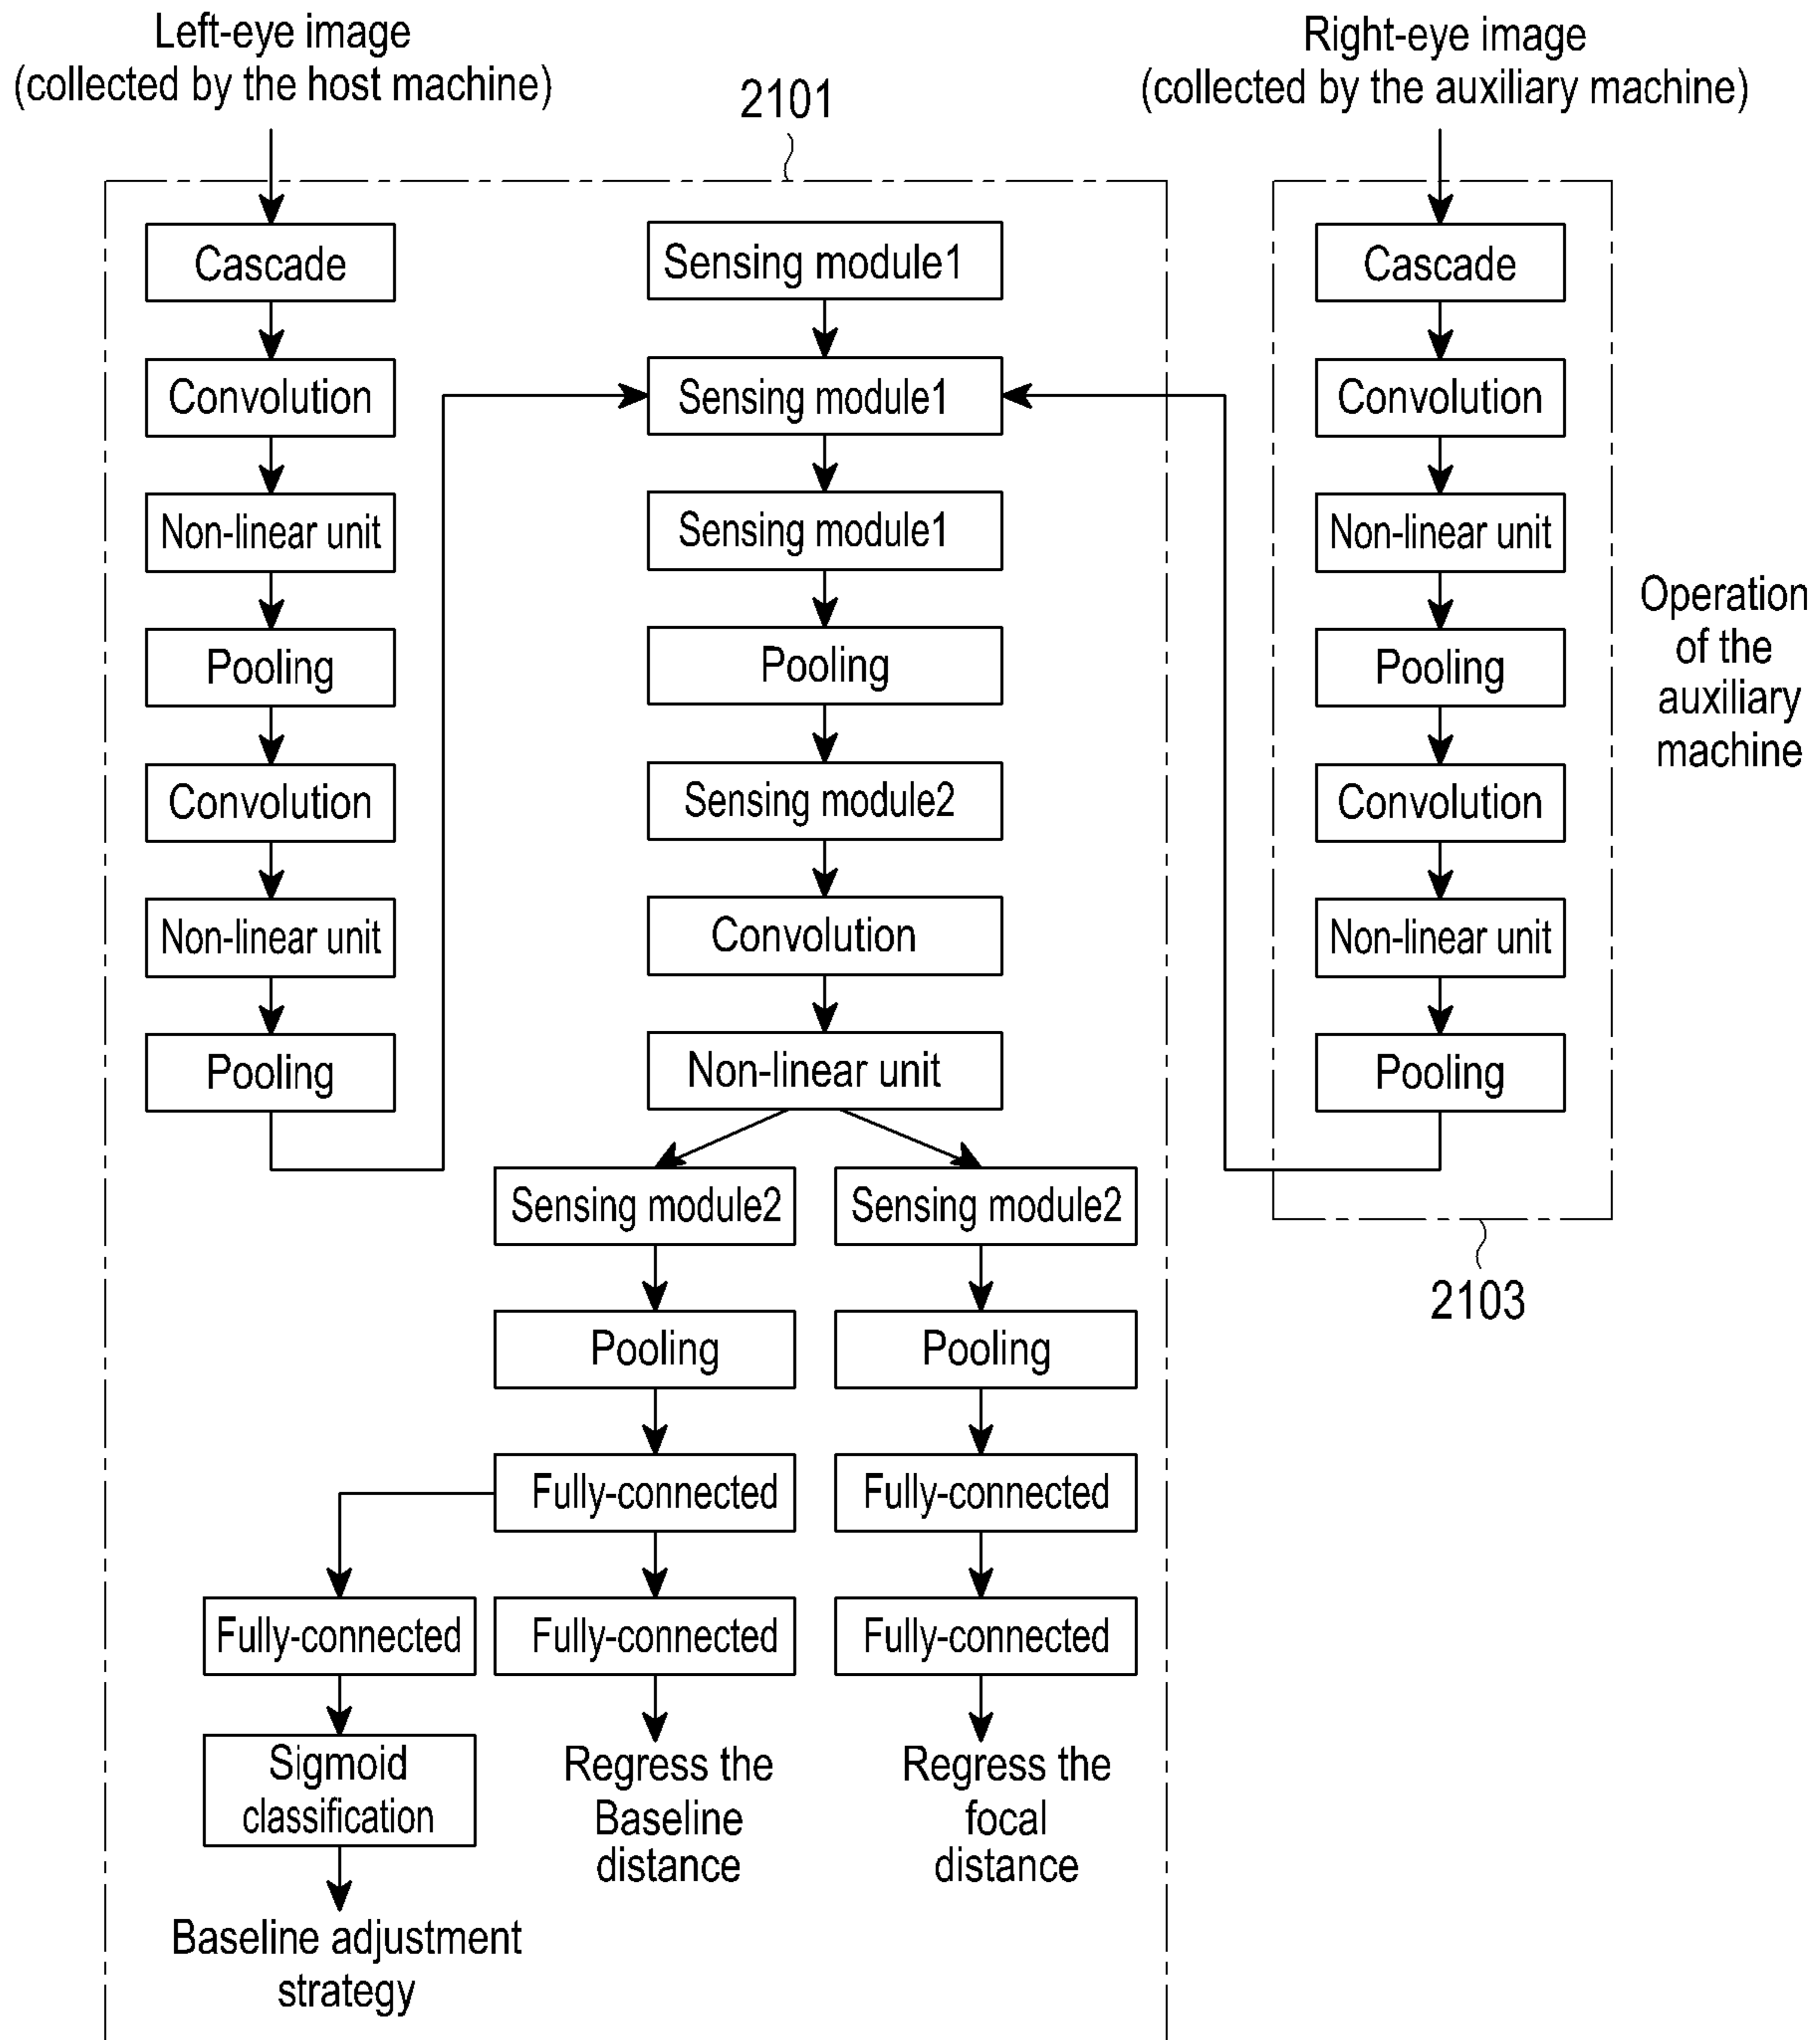 Left-eye image
(collected by the host machine)
2101
Right-eye image
(collected by the auxiliary machine)
Cascade
Convolution
Non-linear unit
Pooling
Convolution
Non-linear unit
Pooling
Sensing module1
Sensing module1
Sensing module1
Pooling
Sensing module2
Convolution
Non-linear unit
Sensing module2
Pooling
Fully-connected
Fully-connected
Regress the
Baseline
distance
Sensing module2
Pooling
Fully-connected
Fully-connected
Regress the
focal
distance
Fully-connected
Sigmoid
classification
Baseline adjustment
strategy
Cascade
Convolution
Non-linear unit
Pooling
Convolution
Non-linear unit
Pooling
Operation
of the
auxiliary
machine
2103